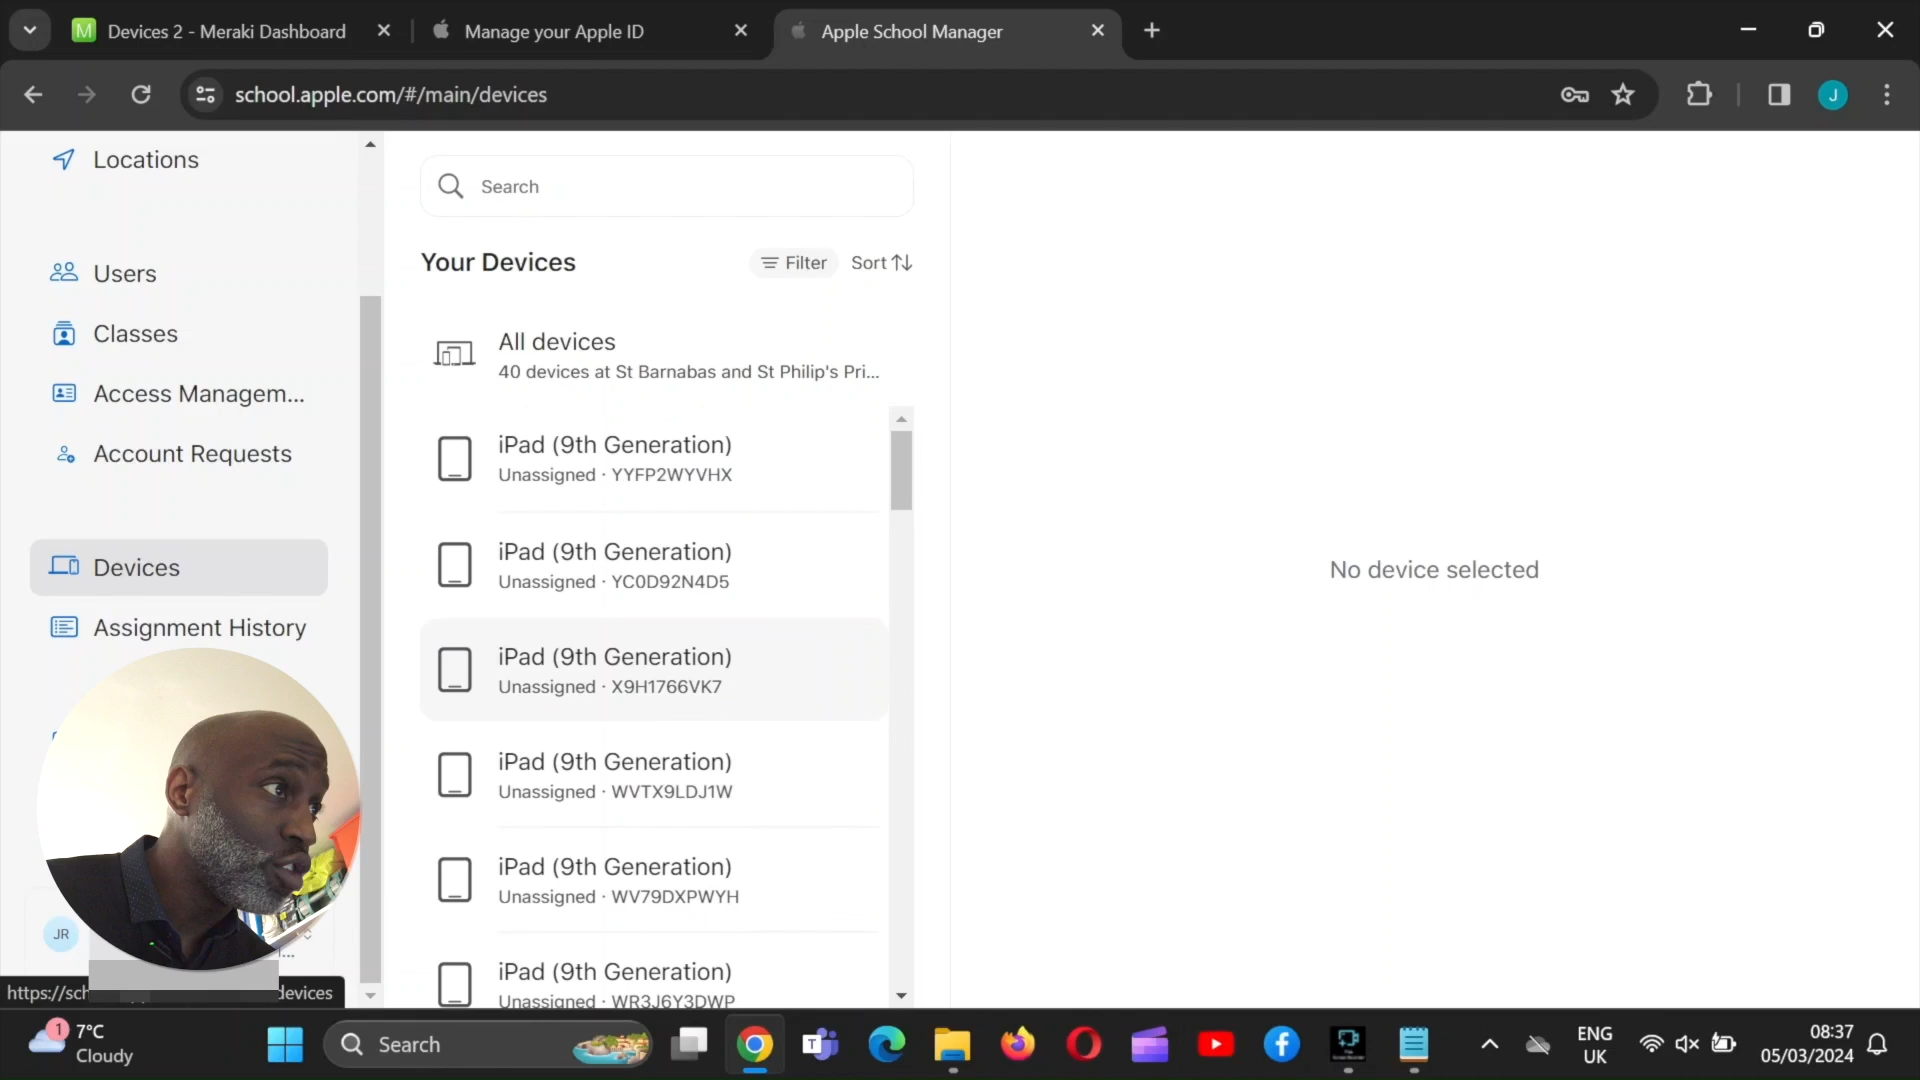 Devices 2 - Meraki Dashboard
Manage your Apple ID
Apple School Manager
school.apple.com/#/main/devices
J
Locations
Users
Classes
Access Managem...
Account Requests
Devices
Assignment History
JR
https://sch
devices
Search
Your Devices
Filter
Sort
All devices
40 devices at St Barnabas and St Philip's Pri...
iPad (9th Generation)
Unassigned · YYFP2WYVHX
iPad (9th Generation)
Unassigned · YC0D92N4D5
iPad (9th Generation)
Unassigned · X9H1766VK7
iPad (9th Generation)
Unassigned · WVTX9LDJ1W
iPad (9th Generation)
Unassigned · WV79DXPWYH
iPad (9th Generation)
Unassigned · WR3J6Y3DWP
No device selected
1
7°C
Cloudy
Search
ENG
UK
08:37
05/03/2024